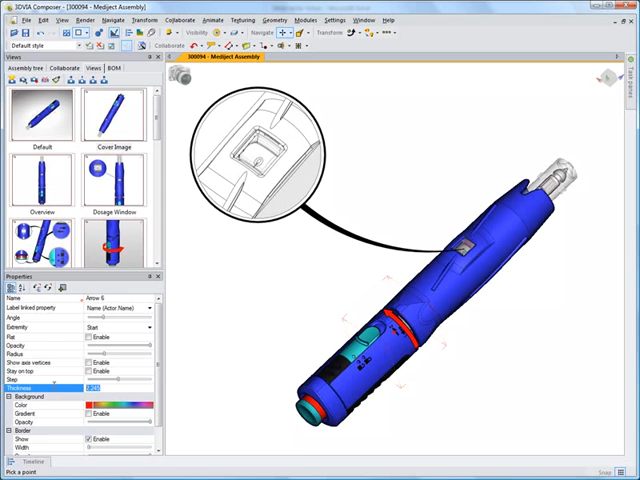 3DVIA Composer - [300094 - Mediject Assembly]
File Edit View Render Navigate Transform Collaborate Animate Texturing Geometry Modules Settings Window Help
Visibility Navigate Transform
Default style Collaborate
Views
300094 - Mediject Assembly
Assembly tree Collaborate Views BOM
Default
Cover Image
Overview
Dosage Window
Properties
Name Arrow 6
Label linked property Name (Actor.Name)
Angle
Extremity Start
Flat Enable
Opacity
Radius
Show axis vertices Enable
Stay on top Enable
Step
Thickness
Background
Color
Gradient Enable
Opacity
Border
Show Enable
Width
Timeline
Pick a point
Snap
Task panes